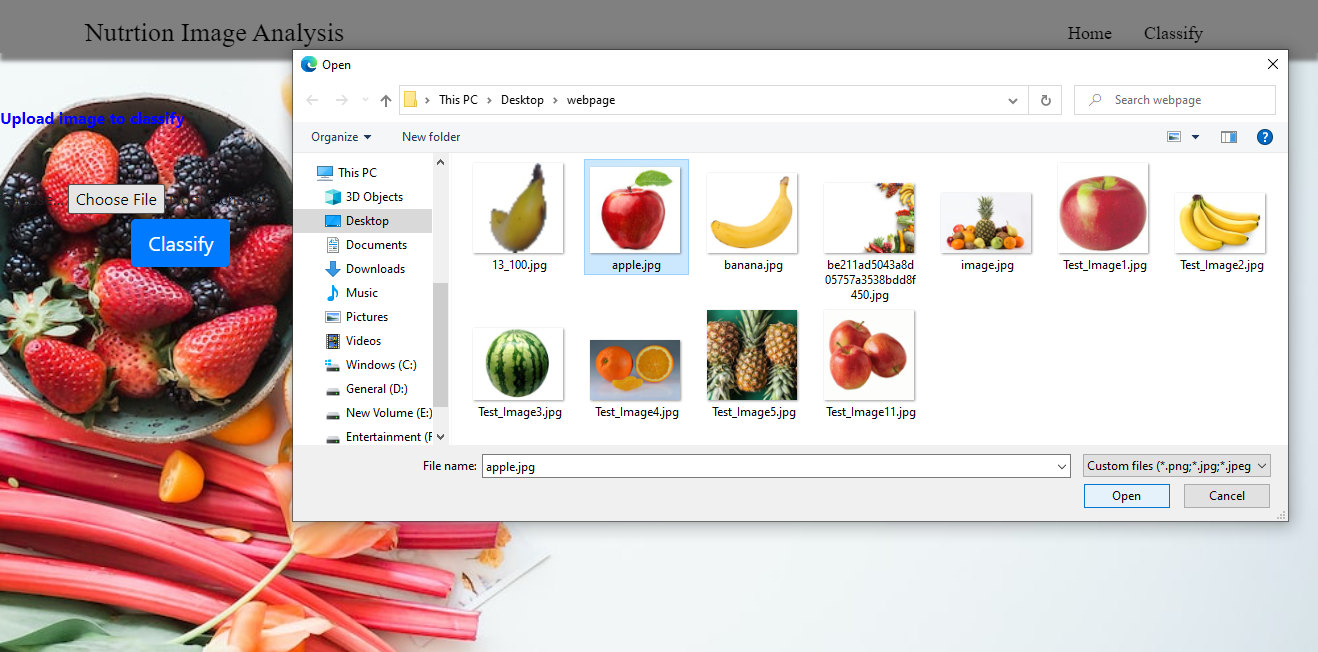 Nutrtion Image Analysis
Home
Classify
Upload image to classify
Choose File
Classify
Open
This PC
Desktop
webpage
Search webpage
Organize
New folder
This PC
3D Objects
Desktop
Documents
Downloads
Music
Pictures
Videos
Windows (C:)
General (D:)
New Volume (E:)
Entertainment (F
13_100.jpg
apple.jpg
banana.jpg
be211ad5043a8d
05757a3538bdd8f
450.jpg
image.jpg
Test_Image1.jpg
Test_Image2.jpg
Test_Image3.jpg
Test_Image4.jpg
Test_Image5.jpg
Test_Image11.jpg
File name:
apple.jpg
Custom files (*.png;*.jpg;*.jpeg
Open
Cancel